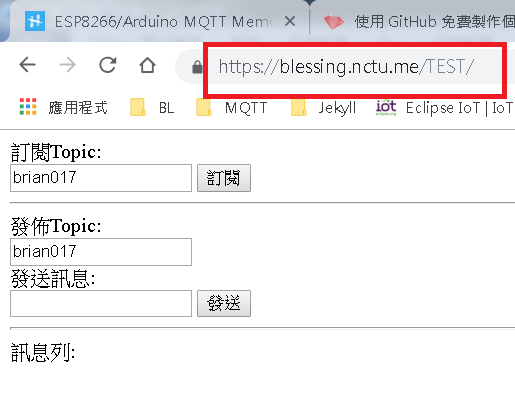 ESP8266/Arduino MQTT Mem
使用 GitHub 免費製作個
https://blessing.nctu.me/TEST/
應用程式 BL MQTT Jekyll iot Eclipse IoT | IoT
訂閱Topic:
brian017 訂閱
發佈Topic:
brian017
發送訊息:
發送
訊息列: